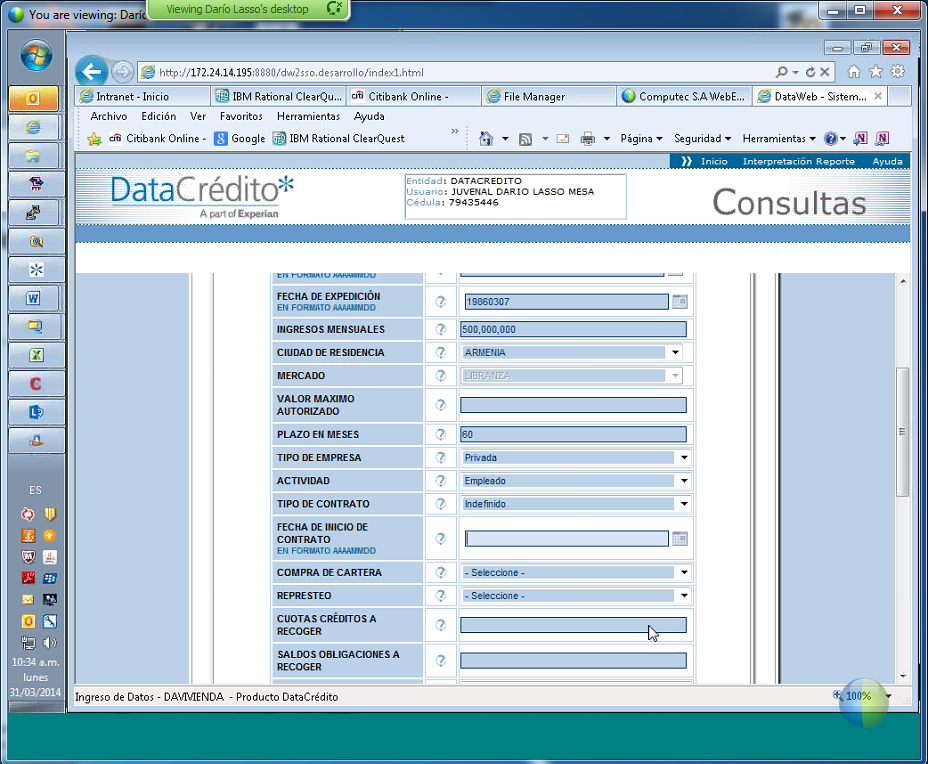 You are viewing: Darío
Viewing Darío Lasso's desktop
http://172.24.14.195:8880/dw2sso.desarrollo/index1.html
Intranet - Inicio
IBM Rational ClearQu...
Citibank Online -
File Manager
Computec S.A WebE...
DataWeb - Sistem...
Archivo Edición Ver Favoritos Herramientas Ayuda
Citibank Online -
Google
IBM Rational ClearQuest
Página
Seguridad
Herramientas
Inicio Interpretación Reporte Ayuda
DataCrédito
A part of Experian
Entidad: DATACREDITO
Usuario: JUVENAL DARIO LASSO MESA
Cédula: 79435446
Consultas
EN FORMATO AAAAMMDD
FECHA DE EXPEDICIÓN
EN FORMATO AAAAMMDD
19860307
INGRESOS MENSUALES
500,000,000
CIUDAD DE RESIDENCIA
ARMENIA
MERCADO
LIBRANZA
VALOR MAXIMO
AUTORIZADO
PLAZO EN MESES
60
TIPO DE EMPRESA
Privada
ACTIVIDAD
Empleado
TIPO DE CONTRATO
Indefinido
FECHA DE INICIO DE
CONTRATO
EN FORMATO AAAAMMDD
COMPRA DE CARTERA
- Seleccione -
REPRESTEO
- Seleccione -
CUOTAS CRÉDITOS A
RECOGER
SALDOS OBLIGACIONES A
RECOGER
ES
10:34 a.m.
lunes
31/03/2014
Ingreso de Datos - DAVIVIENDA - Producto DataCrédito
100%